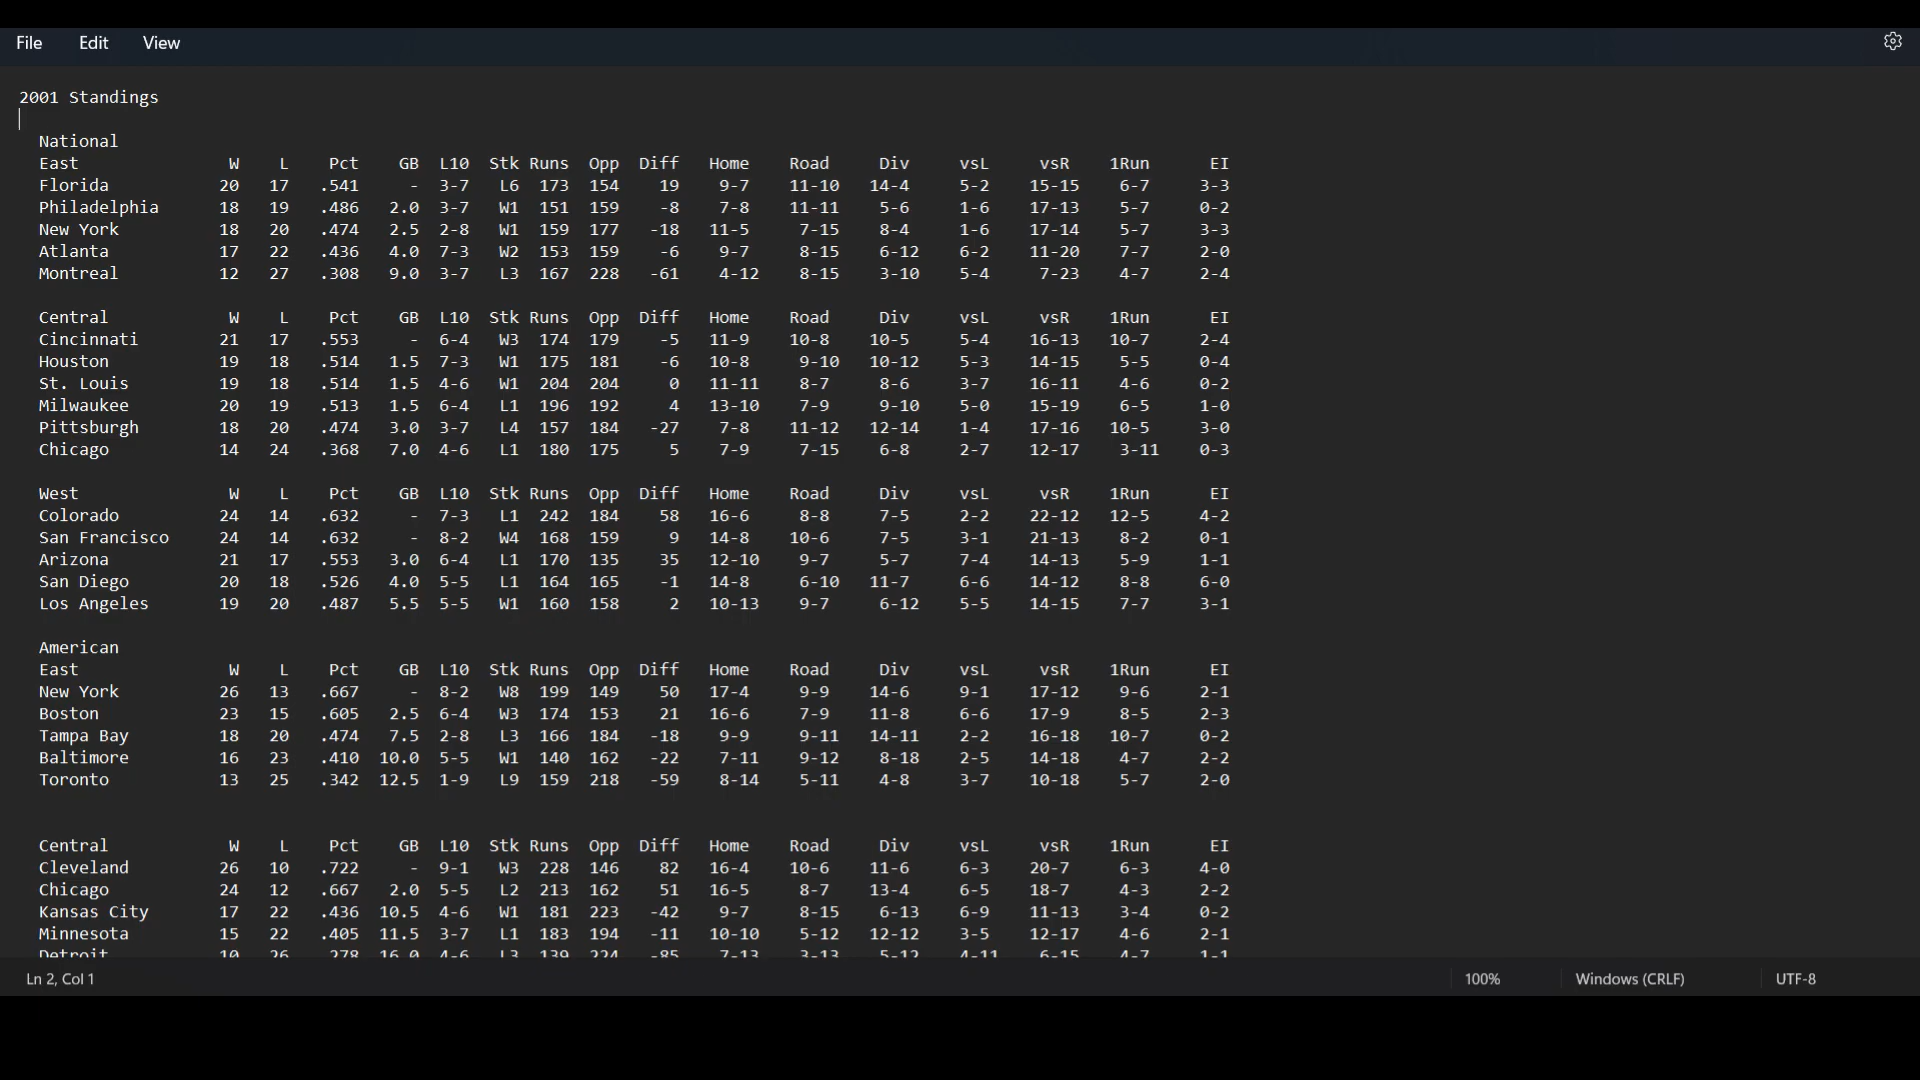 File Edit View
2001 Standings
National
East W L Pct GB L10 Stk Runs Opp Diff Home Road Div vsL vsR 1Run EI
Florida 20 17 .541 - 3-7 L6 173 154 19 9-7 11-10 14-4 5-2 15-15 6-7 3-3
Philadelphia 18 19 .486 2.0 3-7 W1 151 159 -8 7-8 11-11 5-6 1-6 17-13 5-7 0-2
New York 18 20 .474 2.5 2-8 W1 159 177 -18 11-5 7-15 8-4 1-6 17-14 5-7 3-3
Atlanta 17 22 .436 4.0 7-3 W2 153 159 -6 9-7 8-15 6-12 6-2 11-20 7-7 2-0
Montreal 12 27 .308 9.0 3-7 L3 167 228 -61 4-12 8-15 3-10 5-4 7-23 4-7 2-4
Central W L Pct GB L10 Stk Runs Opp Diff Home Road Div vsL vsR 1Run EI
Cincinnati 21 17 .553 - 6-4 W3 174 179 -5 11-9 10-8 10-5 5-4 16-13 10-7 2-4
Houston 19 18 .514 1.5 7-3 W1 175 181 -6 10-8 9-10 10-12 5-3 14-15 5-5 0-4
St. Louis 19 18 .514 1.5 4-6 W1 204 204 0 11-11 8-7 8-6 3-7 16-11 4-6 0-2
Milwaukee 20 19 .513 1.5 6-4 L1 196 192 4 13-10 7-9 9-10 5-0 15-19 6-5 1-0
Pittsburgh 18 20 .474 3.0 3-7 L4 157 184 -27 7-8 11-12 12-14 1-4 17-16 10-5 3-0
Chicago 14 24 .368 7.0 4-6 L1 180 175 5 7-9 7-15 6-8 2-7 12-17 3-11 0-3
West W L Pct GB L10 Stk Runs Opp Diff Home Road Div vsL vsR 1Run EI
Colorado 24 14 .632 - 7-3 L1 242 184 58 16-6 8-8 7-5 2-2 22-12 12-5 4-2
San Francisco 24 14 .632 - 8-2 W4 168 159 9 14-8 10-6 7-5 3-1 21-13 8-2 0-1
Arizona 21 17 .553 3.0 6-4 L1 170 135 35 12-10 9-7 5-7 7-4 14-13 5-9 1-1
San Diego 20 18 .526 4.0 5-5 L1 164 165 -1 14-8 6-10 11-7 6-6 14-12 8-8 6-0
Los Angeles 19 20 .487 5.5 5-5 W1 160 158 2 10-13 9-7 6-12 5-5 14-15 7-7 3-1
American
East W L Pct GB L10 Stk Runs Opp Diff Home Road Div vsL vsR 1Run EI
New York 26 13 .667 - 8-2 W8 199 149 50 17-4 9-9 14-6 9-1 17-12 9-6 2-1
Boston 23 15 .605 2.5 6-4 W3 174 153 21 16-6 7-9 11-8 6-6 17-9 8-5 2-3
Tampa Bay 18 20 .474 7.5 2-8 L3 166 184 -18 9-9 9-11 14-11 2-2 16-18 10-7 0-2
Baltimore 16 23 .410 10.0 5-5 W1 140 162 -22 7-11 9-12 8-18 2-5 14-18 4-7 2-2
Toronto 13 25 .342 12.5 1-9 L9 159 218 -59 8-14 5-11 4-8 3-7 10-18 5-7 2-0
Central W L Pct GB L10 Stk Runs Opp Diff Home Road Div vsL vsR 1Run EI
Cleveland 26 10 .722 - 9-1 W3 228 146 82 16-4 10-6 11-6 6-3 20-7 6-3 4-0
Chicago 24 12 .667 2.0 5-5 L2 213 162 51 16-5 8-7 13-4 6-5 18-7 4-3 2-2
Kansas City 17 22 .436 10.5 4-6 W1 181 223 -42 9-7 8-15 6-13 6-9 11-13 3-4 0-2
Minnesota 15 22 .405 11.5 3-7 L1 183 194 -11 10-10 5-12 12-12 3-5 12-17 4-6 2-1
Detroit 10 26 .278 16.0 4-6 L3 139 224 -85 7-13 3-13 5-12 4-11 6-15 4-7 1-1
Ln 2, Col 1 100% Windows (CRLF) UTF-8